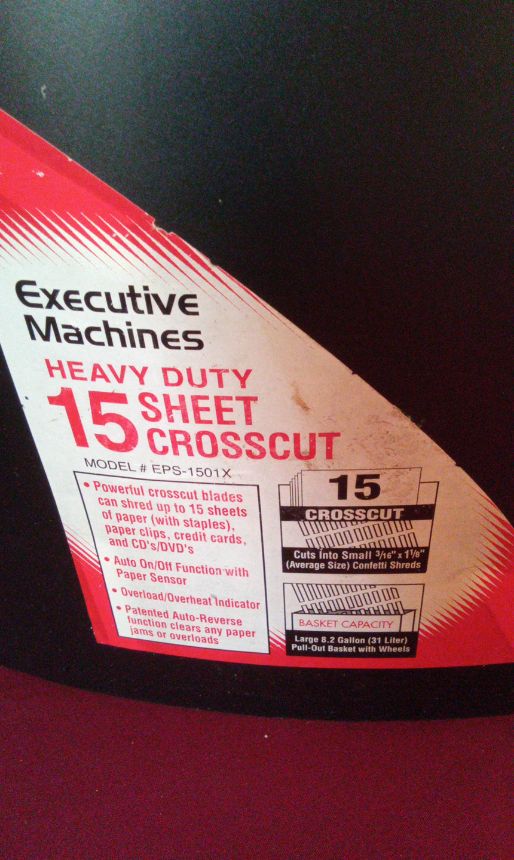 Executive
Machines
HEAVY DUTY
15 SHEET
CROSSCUT
MODEL # EPS-1501X
• Powerful crosscut blades
can shred up to 15 sheets
of paper (with staples),
paper clips, credit cards,
and CD's/DVD's
• Auto On/Off Function with
Paper Sensor
• Overload/Overheat Indicator
• Patented Auto-Reverse
function clears any paper
jams or overloads
15
CROSSCUT
Cuts Into Small 3/16" x 1 1/8"
(Average Size) Confetti Shreds
BASKET CAPACITY
Large 8.2 Gallon (31 Liter)
Pull-Out Basket with Wheels